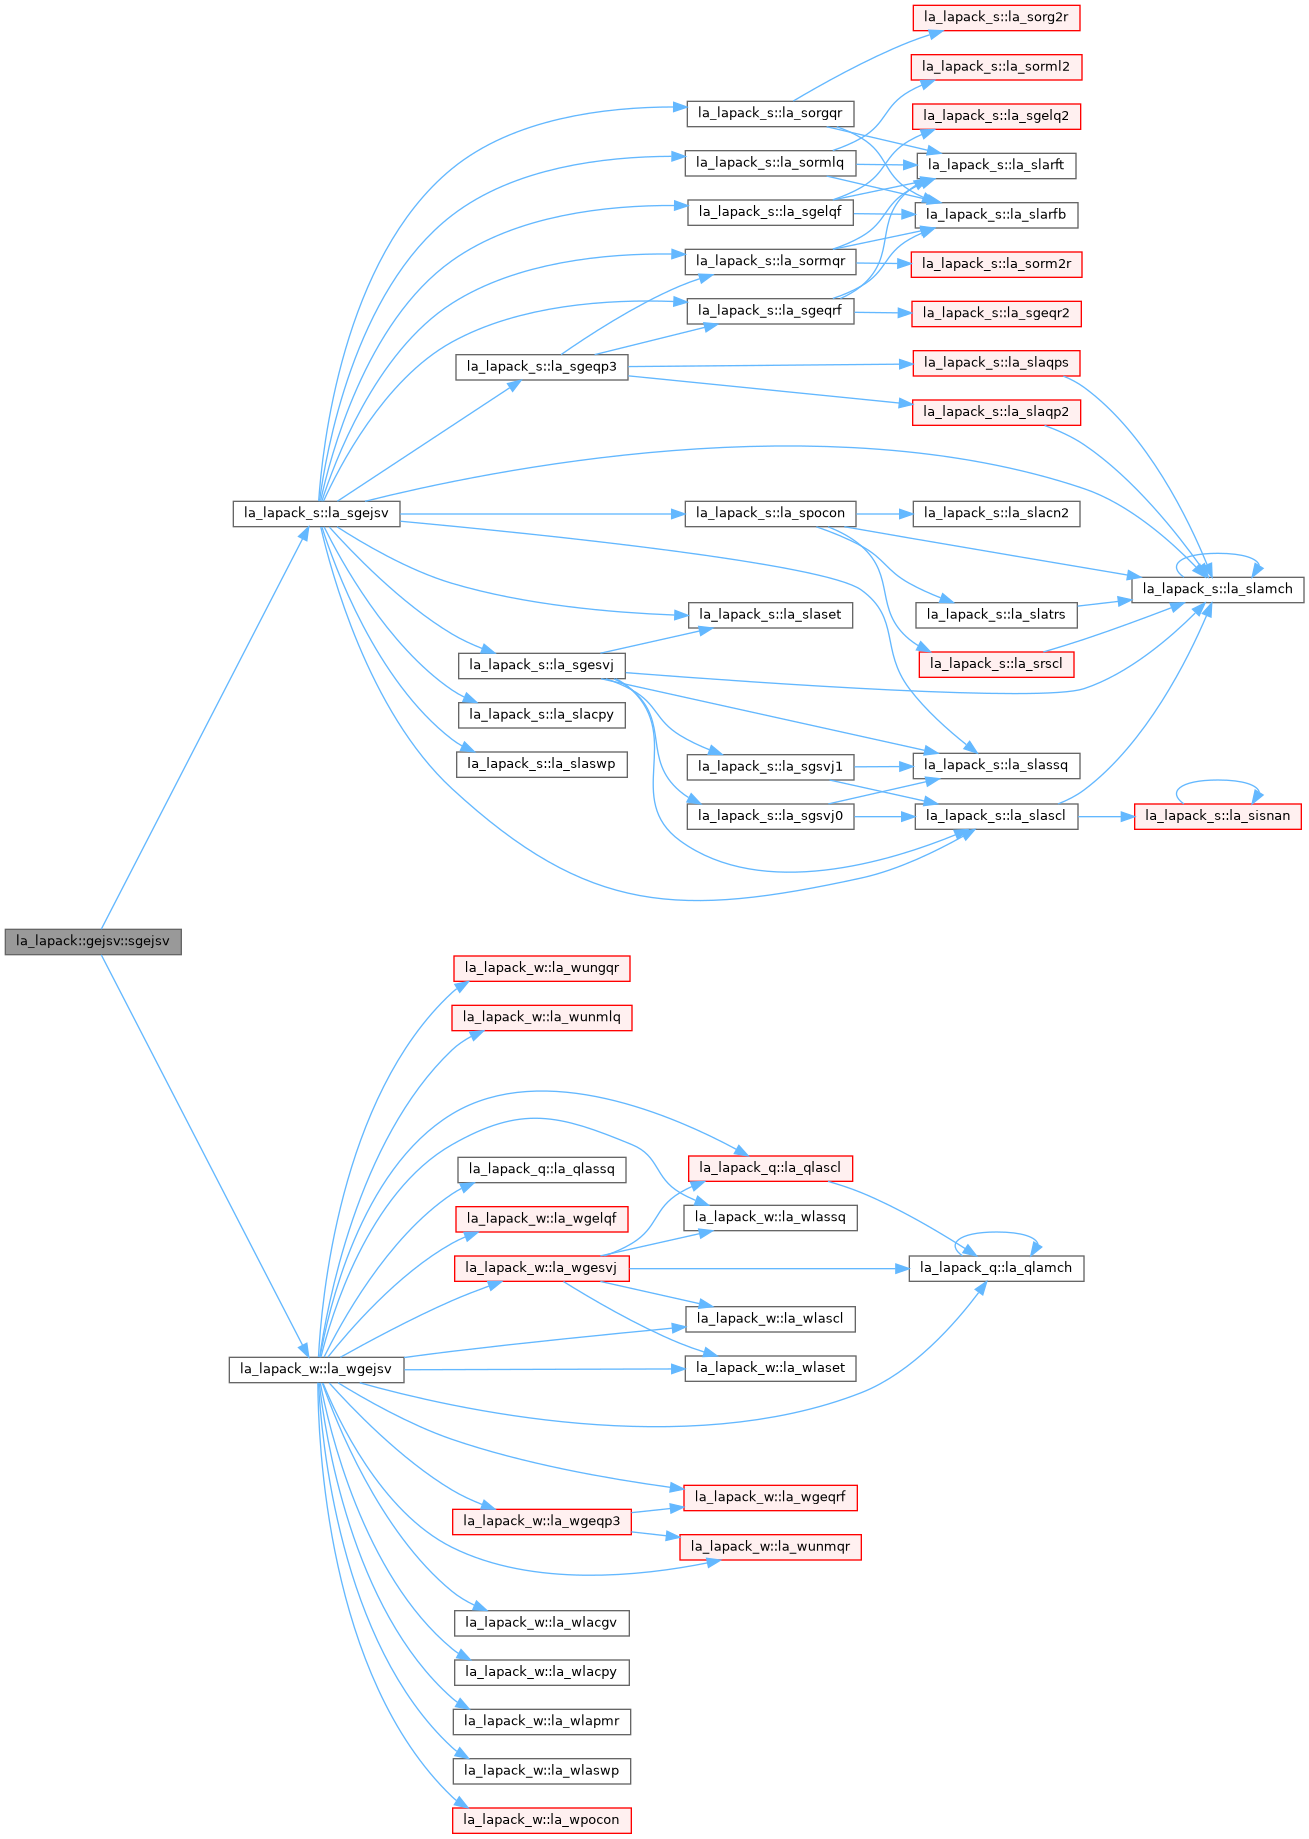 la_lapack_s::la_sorg2r
la_lapack_s::la_sorml2
la_lapack_s::la_sorgqr
la_lapack_s::la_sgelq2
la_lapack_s::la_sormlq
la_lapack_s::la_slarft
la_lapack_s::la_sgelqf
la_lapack_s::la_slarfb
la_lapack_s::la_sormqr
la_lapack_s::la_sorm2r
la_lapack_s::la_sgeqrf
la_lapack_s::la_sgeqr2
la_lapack_s::la_sgeqp3
la_lapack_s::la_slaqps
la_lapack_s::la_slaqp2
la_lapack_s::la_sgejsv
la_lapack_s::la_spocon
la_lapack_s::la_slacn2
la_lapack_s::la_slamch
la_lapack_s::la_slaset
la_lapack_s::la_slatrs
la_lapack_s::la_sgesvj
la_lapack_s::la_srscl
la_lapack_s::la_slacpy
la_lapack_s::la_slaswp
la_lapack_s::la_sgsvj1
la_lapack_s::la_slassq
la_lapack_s::la_sgsvj0
la_lapack_s::la_slascl
la_lapack_s::la_sisnan
la_lapack::gejsv::sgejsv
la_lapack_w::la_wungqr
la_lapack_w::la_wunmlq
la_lapack_q::la_qlassq
la_lapack_q::la_qlascl
la_lapack_w::la_wgelqf
la_lapack_w::la_wlassq
la_lapack_w::la_wgesvj
la_lapack_q::la_qlamch
la_lapack_w::la_wlascl
la_lapack_w::la_wgejsv
la_lapack_w::la_wlaset
la_lapack_w::la_wgeqrf
la_lapack_w::la_wgeqp3
la_lapack_w::la_wunmqr
la_lapack_w::la_wlacgv
la_lapack_w::la_wlacpy
la_lapack_w::la_wlapmr
la_lapack_w::la_wlaswp
la_lapack_w::la_wpocon